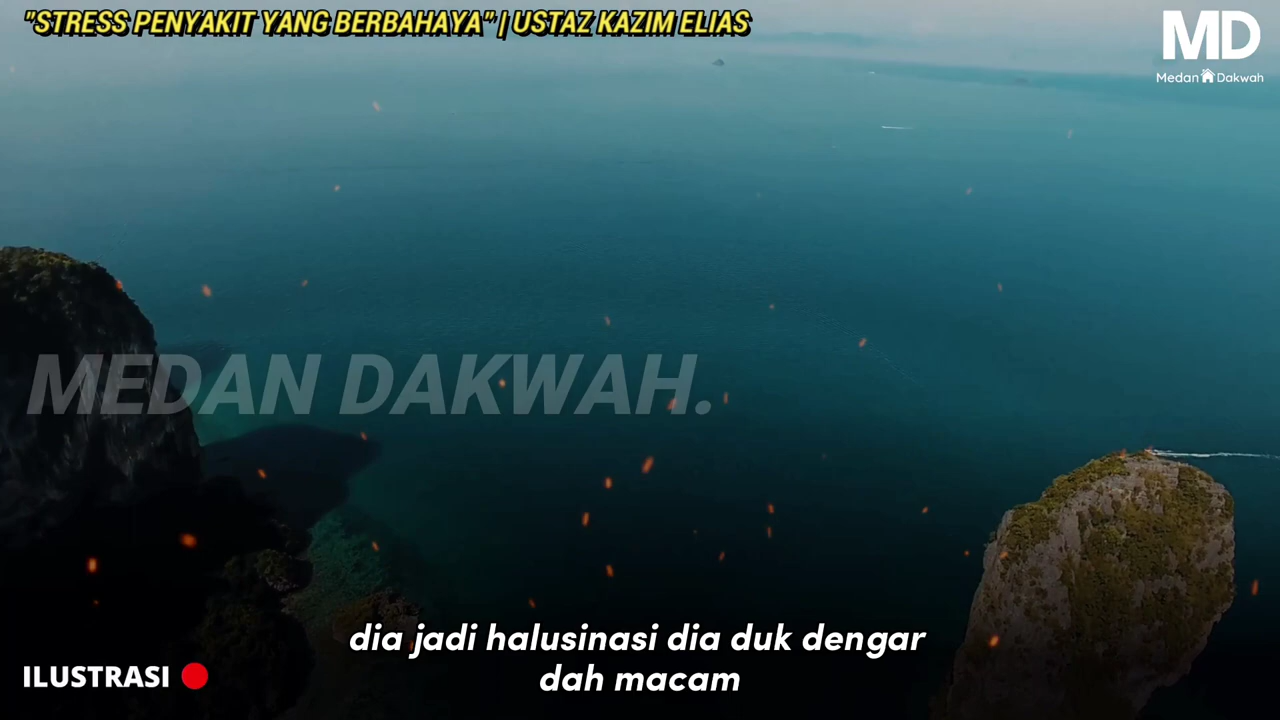 "STRESS PENYAKIT YANG BERBAHAYA" | USTAZ KAZIM ELIAS
MD
Medan Dakwah
MEDAN DAKWAH.
dia jadi halusinasi dia duk dengar
dah macam
ILUSTRASI